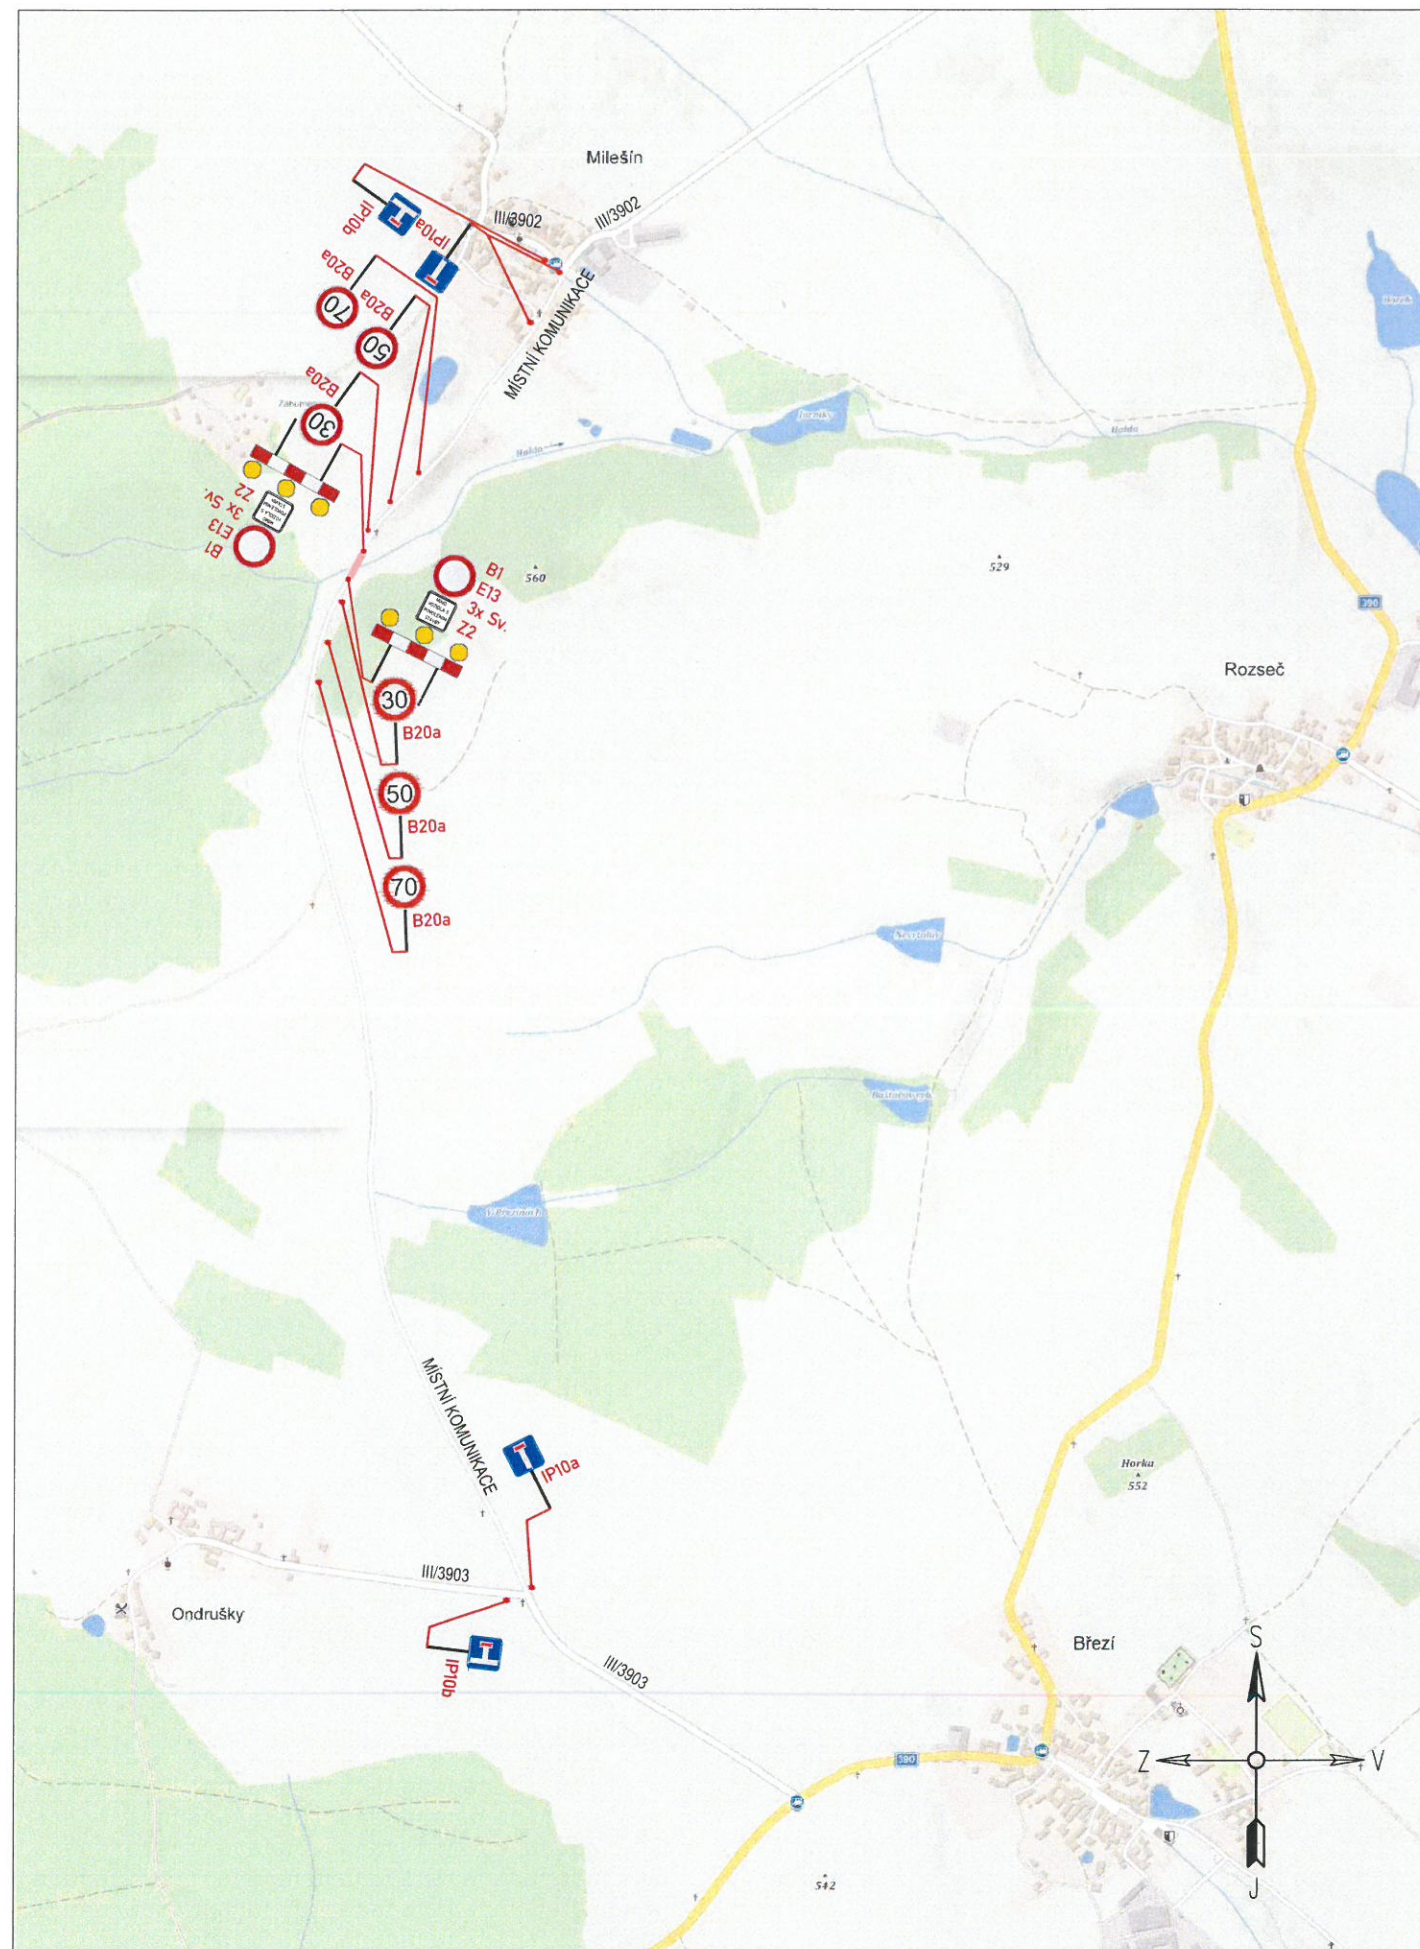 Milešín
III/3902
III/3902
IP10b
IP10a
B20a
70
B20a
50
MÍSTNÍ KOMUNIKACE
B20a
30
Z2
3x Sv.
E13
B1
Halda
Halda
B1
E13
3x Sv.
Z2
560
529
390
Rozseč
30
B20a
50
B20a
70
B20a
MÍSTNÍ KOMUNIKACE
IP10a
Horka
552
III/3903
Ondrušky
IP10b
III/3903
Březí
S
Z
V
J
390
542